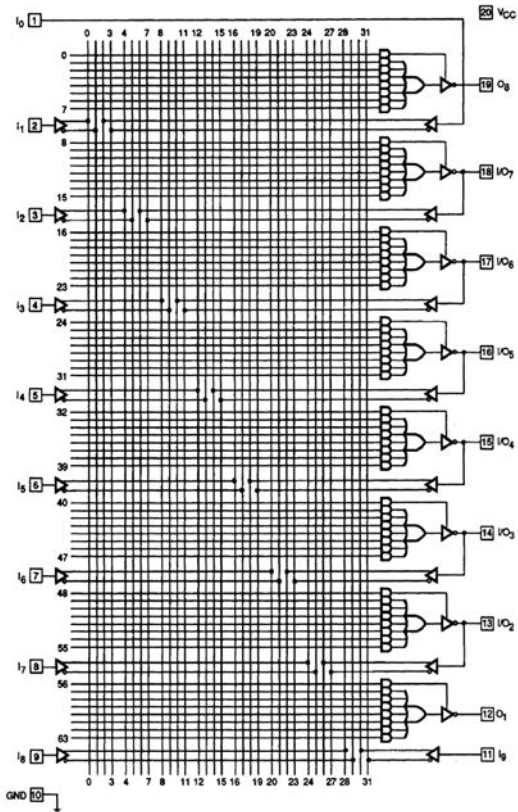 I0 1
20 VCC
0 3 4 7 8 11 12 15 16 19 20 23 24 27 28 31
0
19 O8
7
I1 2
8
18 I/O7
15
I2 3
16
17 I/O6
23
I3 4
24
16 I/O5
31
I4 5
32
15 I/O4
39
I5 6
40
14 I/O3
47
I6 7
48
13 I/O2
55
I7 8
56
12 O1
63
I8 9
11 I9
0 3 4 7 8 11 12 15 16 19 20 23 24 27 28 31
GND 10